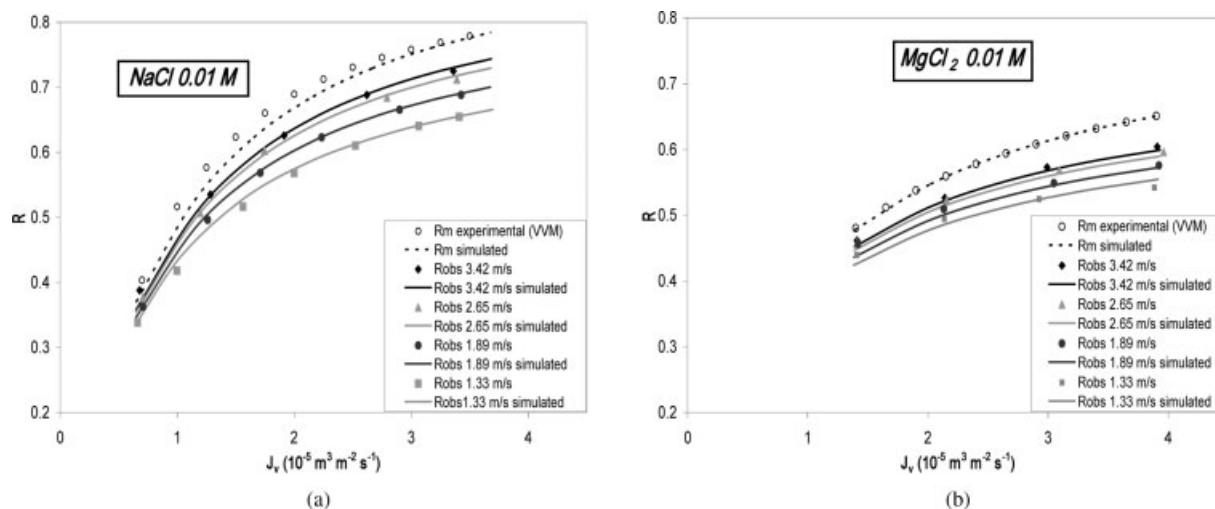 0.8
0.7
0.6
0.5
0.4
0.3
0.2
R
NaCl 0.01 M
Rm experimental (VVM)
Rm simulated
Robs 3.42 m/s
Robs 3.42 m/s simulated
Robs 2.65 m/s
Robs 2.65 m/s simulated
Robs 1.89 m/s
Robs 1.89 m/s simulated
Robs 1.33 m/s
Robs1.33 m/s simulated
0 1 2 3 4
Jᵥ (10⁻⁵ m³ m⁻² s⁻¹)
(a)
0.8
0.7
0.6
0.5
0.4
0.3
0.2
R
MgCl₂ 0.01 M
Rm experimental (VVM)
Rm simulated
Robs 3.42 m/s
Robs 3.42 m/s simulated
Robs 2.65 m/s
Robs 2.65 m/s simulated
Robs 1.89 m/s
Robs 1.89 m/s simulated
Robs 1.33 m/s
Robs 1.33 m/s simulated
0 1 2 3 4
Jᵥ (10⁻⁵ m³ m⁻² s⁻¹)
(b)